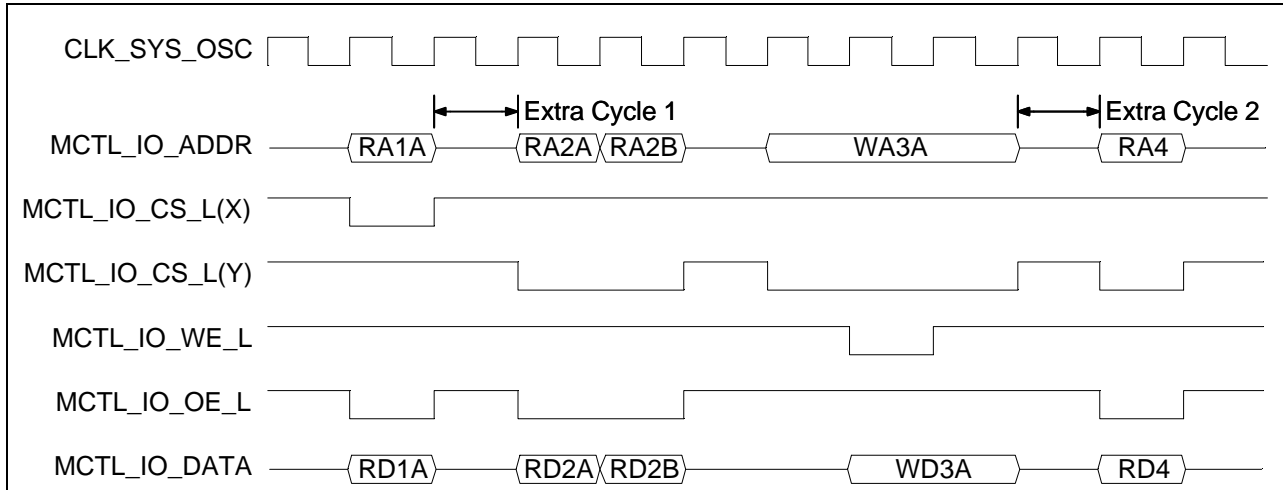 CLK_SYS_OSC
Extra Cycle 1 Extra Cycle 2
MCTL_IO_ADDR RA1A RA2A RA2B WA3A RA4
MCTL_IO_CS_L(X)
MCTL_IO_CS_L(Y)
MCTL_IO_WE_L
MCTL_IO_OE_L
MCTL_IO_DATA RD1A RD2A RD2B WD3A RD4